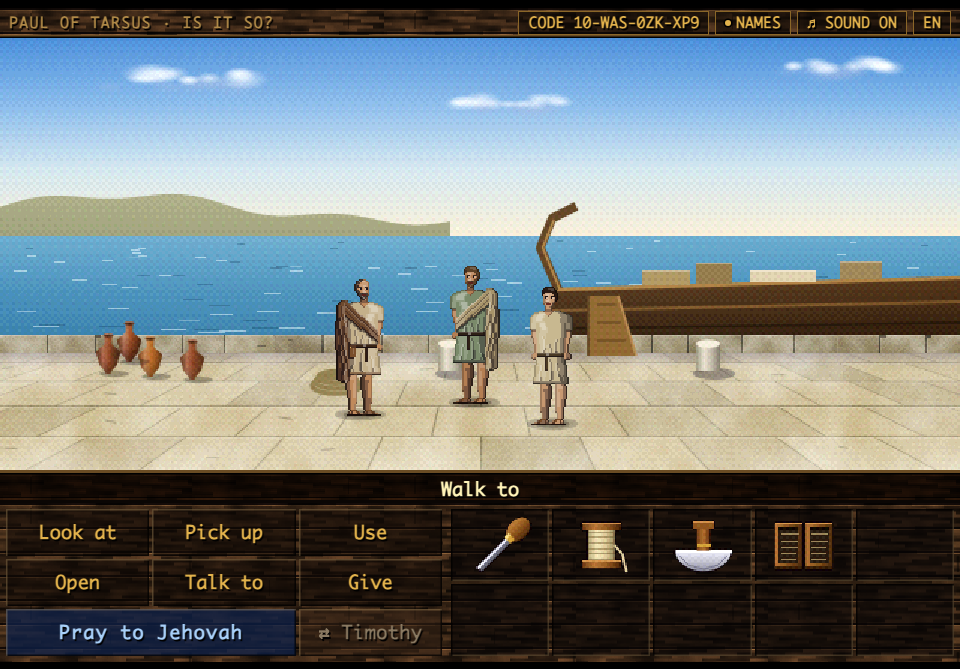 PAUL OF TARSUS · IS IT SO?
CODE 10-WAS-0ZK-XP9
• NAMES
♬ SOUND ON
EN
Walk to
Look at
Pick up
Use
Open
Talk to
Give
Pray to Jehovah
⇄ Timothy